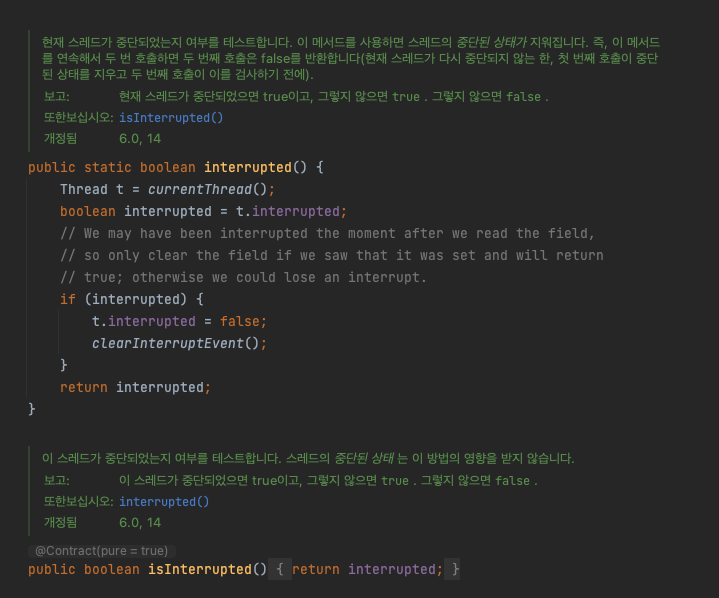 현재 스레드가 중단되었는지 여부를 테스트합니다. 이 메서드를 사용하면 스레드의 중단된 상태가 지워집니다. 즉, 이 메서드
를 연속해서 두 번 호출하면 두 번째 호출은 false를 반환합니다(현재 스레드가 다시 중단되지 않는 한, 첫 번째 호출이 중단
된 상태를 지우고 두 번째 호출이 이를 검사하기 전에).
보고: 현재 스레드가 중단되었으면 true이고, 그렇지 않으면 true . 그렇지 않으면 false .
또한보십시오: isInterrupted()
개정됨 6.0, 14
public static boolean interrupted() {
Thread t = currentThread();
boolean interrupted = t.interrupted;
// We may have been interrupted the moment after we read the field,
// so only clear the field if we saw that it was set and will return
// true; otherwise we could lose an interrupt.
if (interrupted) {
t.interrupted = false;
clearInterruptEvent();
}
return interrupted;
}
이 스레드가 중단되었는지 여부를 테스트합니다. 스레드의 중단된 상태 는 이 방법의 영향을 받지 않습니다.
보고: 이 스레드가 중단되었으면 true이고, 그렇지 않으면 true . 그렇지 않으면 false .
또한보십시오: interrupted()
개정됨 6.0, 14
@Contract(pure = true)
public boolean isInterrupted() { return interrupted; }